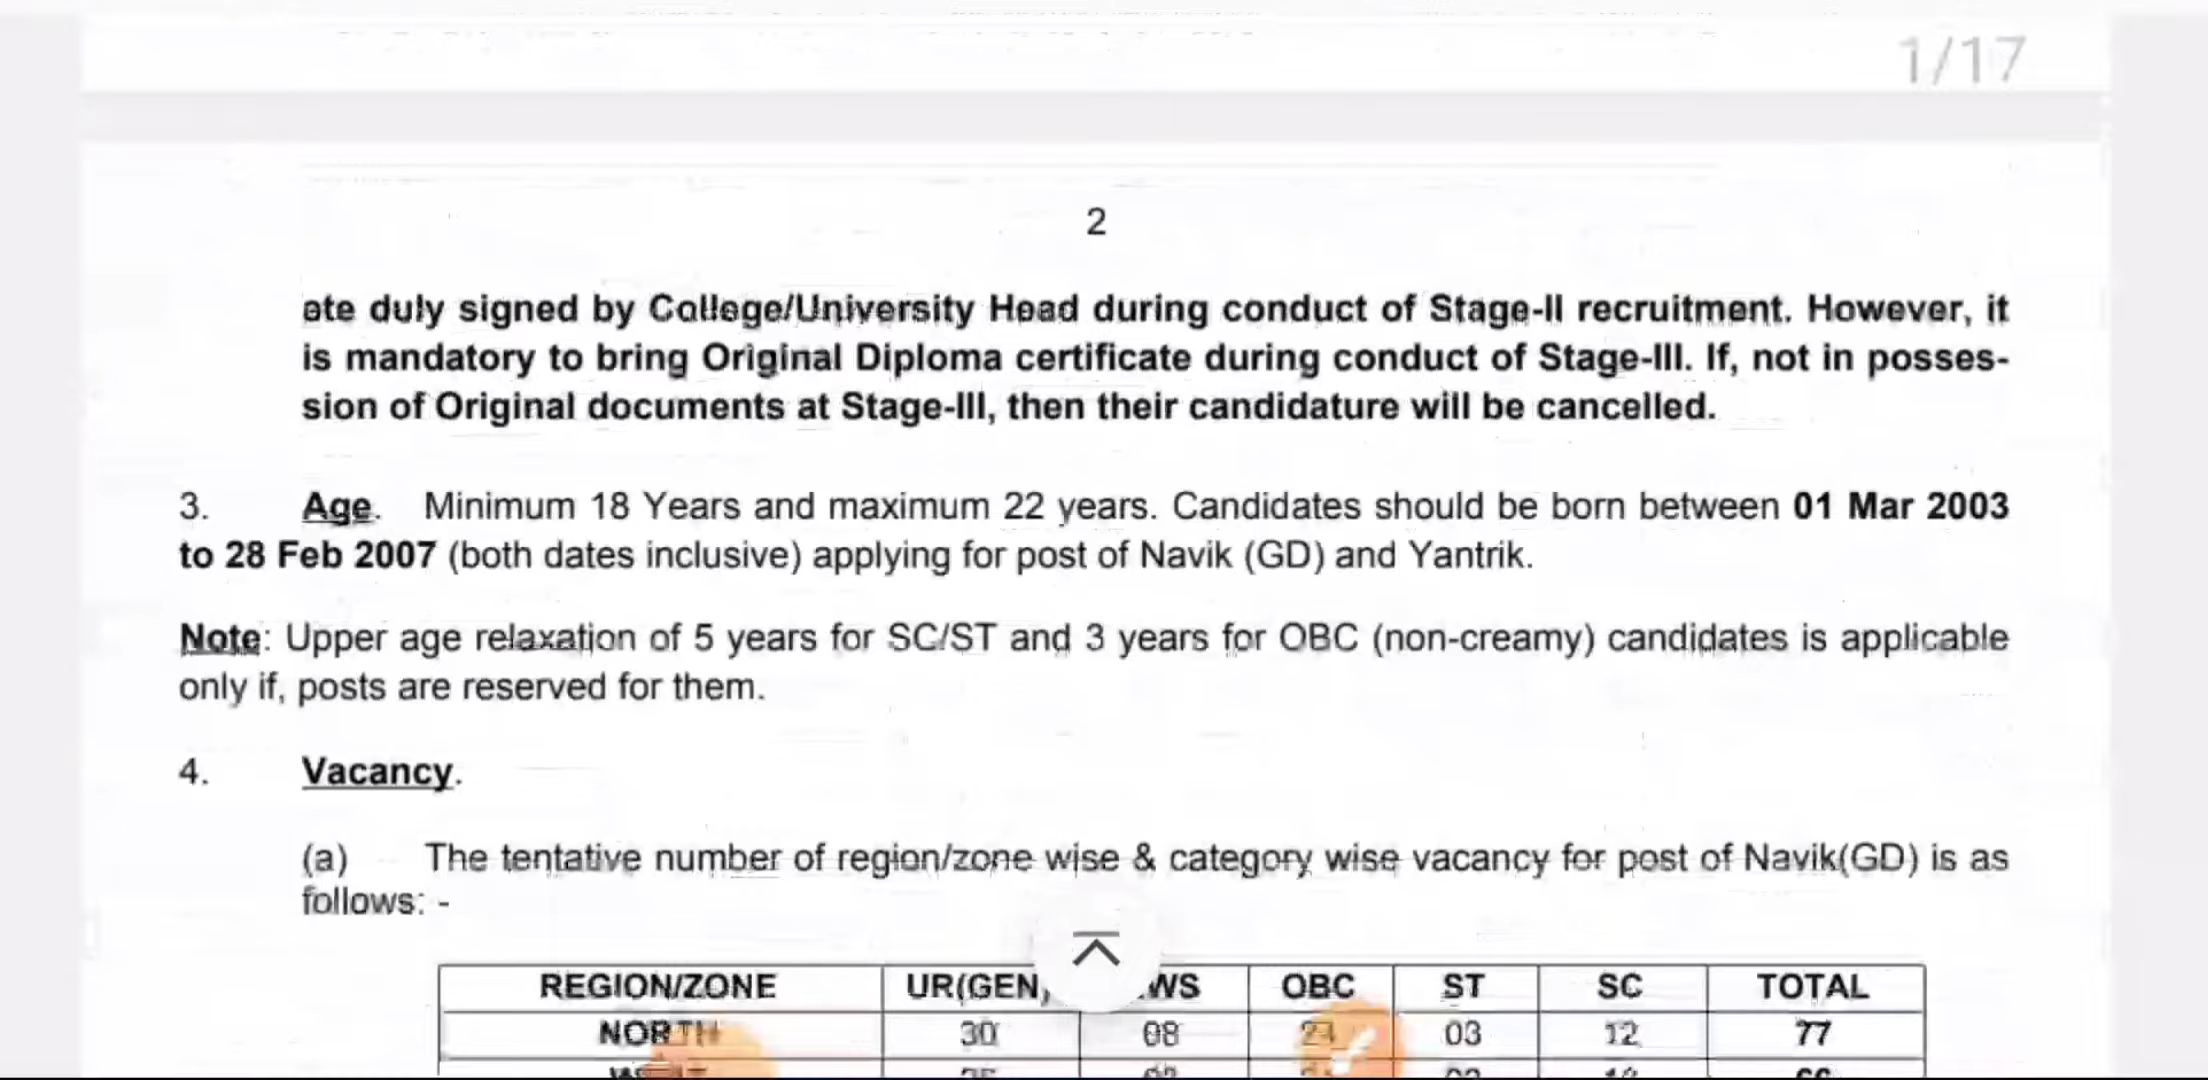 1/17
2
ate duly signed by College/University Head during conduct of Stage-II recruitment. However, it
is mandatory to bring Original Diploma certificate during conduct of Stage-III. If, not in posses-
sion of Original documents at Stage-III, then their candidature will be cancelled.
3. Age. Minimum 18 Years and maximum 22 years. Candidates should be born between 01 Mar 2003
to 28 Feb 2007 (both dates inclusive) applying for post of Navik (GD) and Yantrik.
Note: Upper age relaxation of 5 years for SC/ST and 3 years for OBC (non-creamy) candidates is applicable
only if, posts are reserved for them.
4. Vacancy.
(a) The tentative number of region/zone wise & category wise vacancy for post of Navik(GD) is as
follows: -
REGION/ZONE UR(GEN) OBC ST SC TOTAL
NORTH 30 08 03 12 77